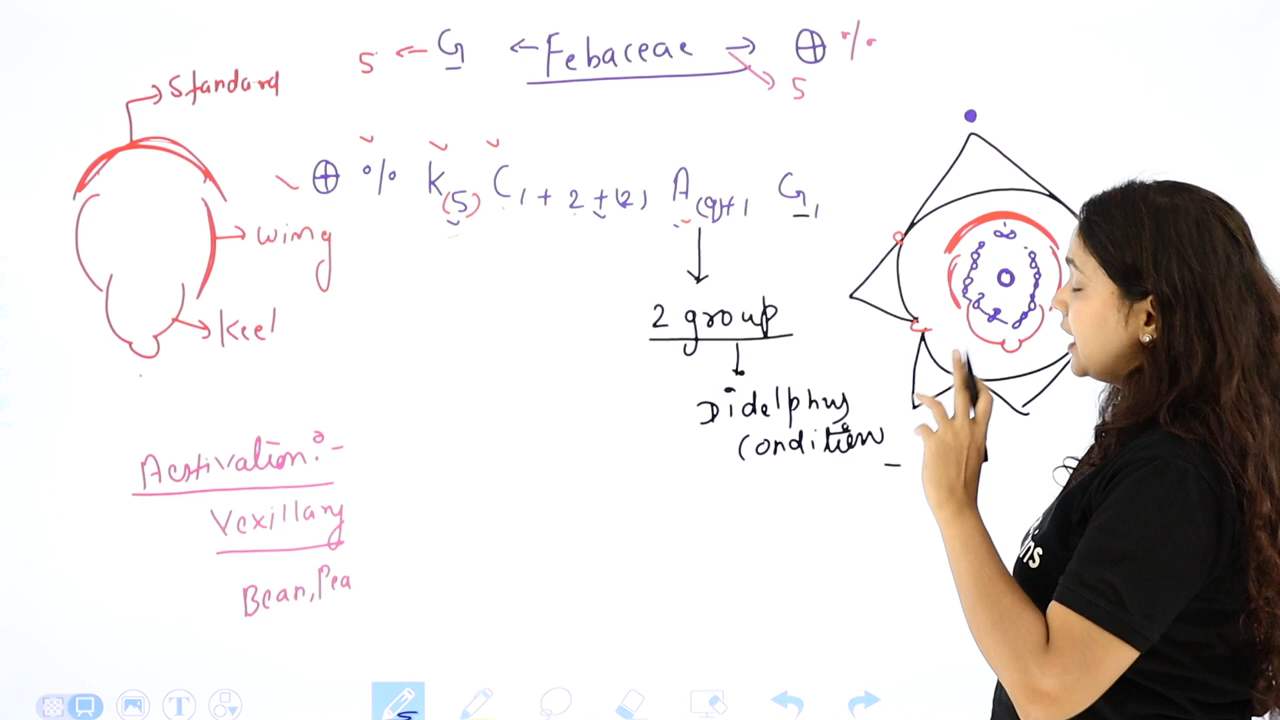 5 ← G ← Febaceae → ⊕ %
5
Standard
⊕ % K(5) C1+2+(2) A(9)+1 G1
wing
Keel
2 group
Didelphus
condition
Aestivation:-
Vexillary
Bean, Pea
ns
T